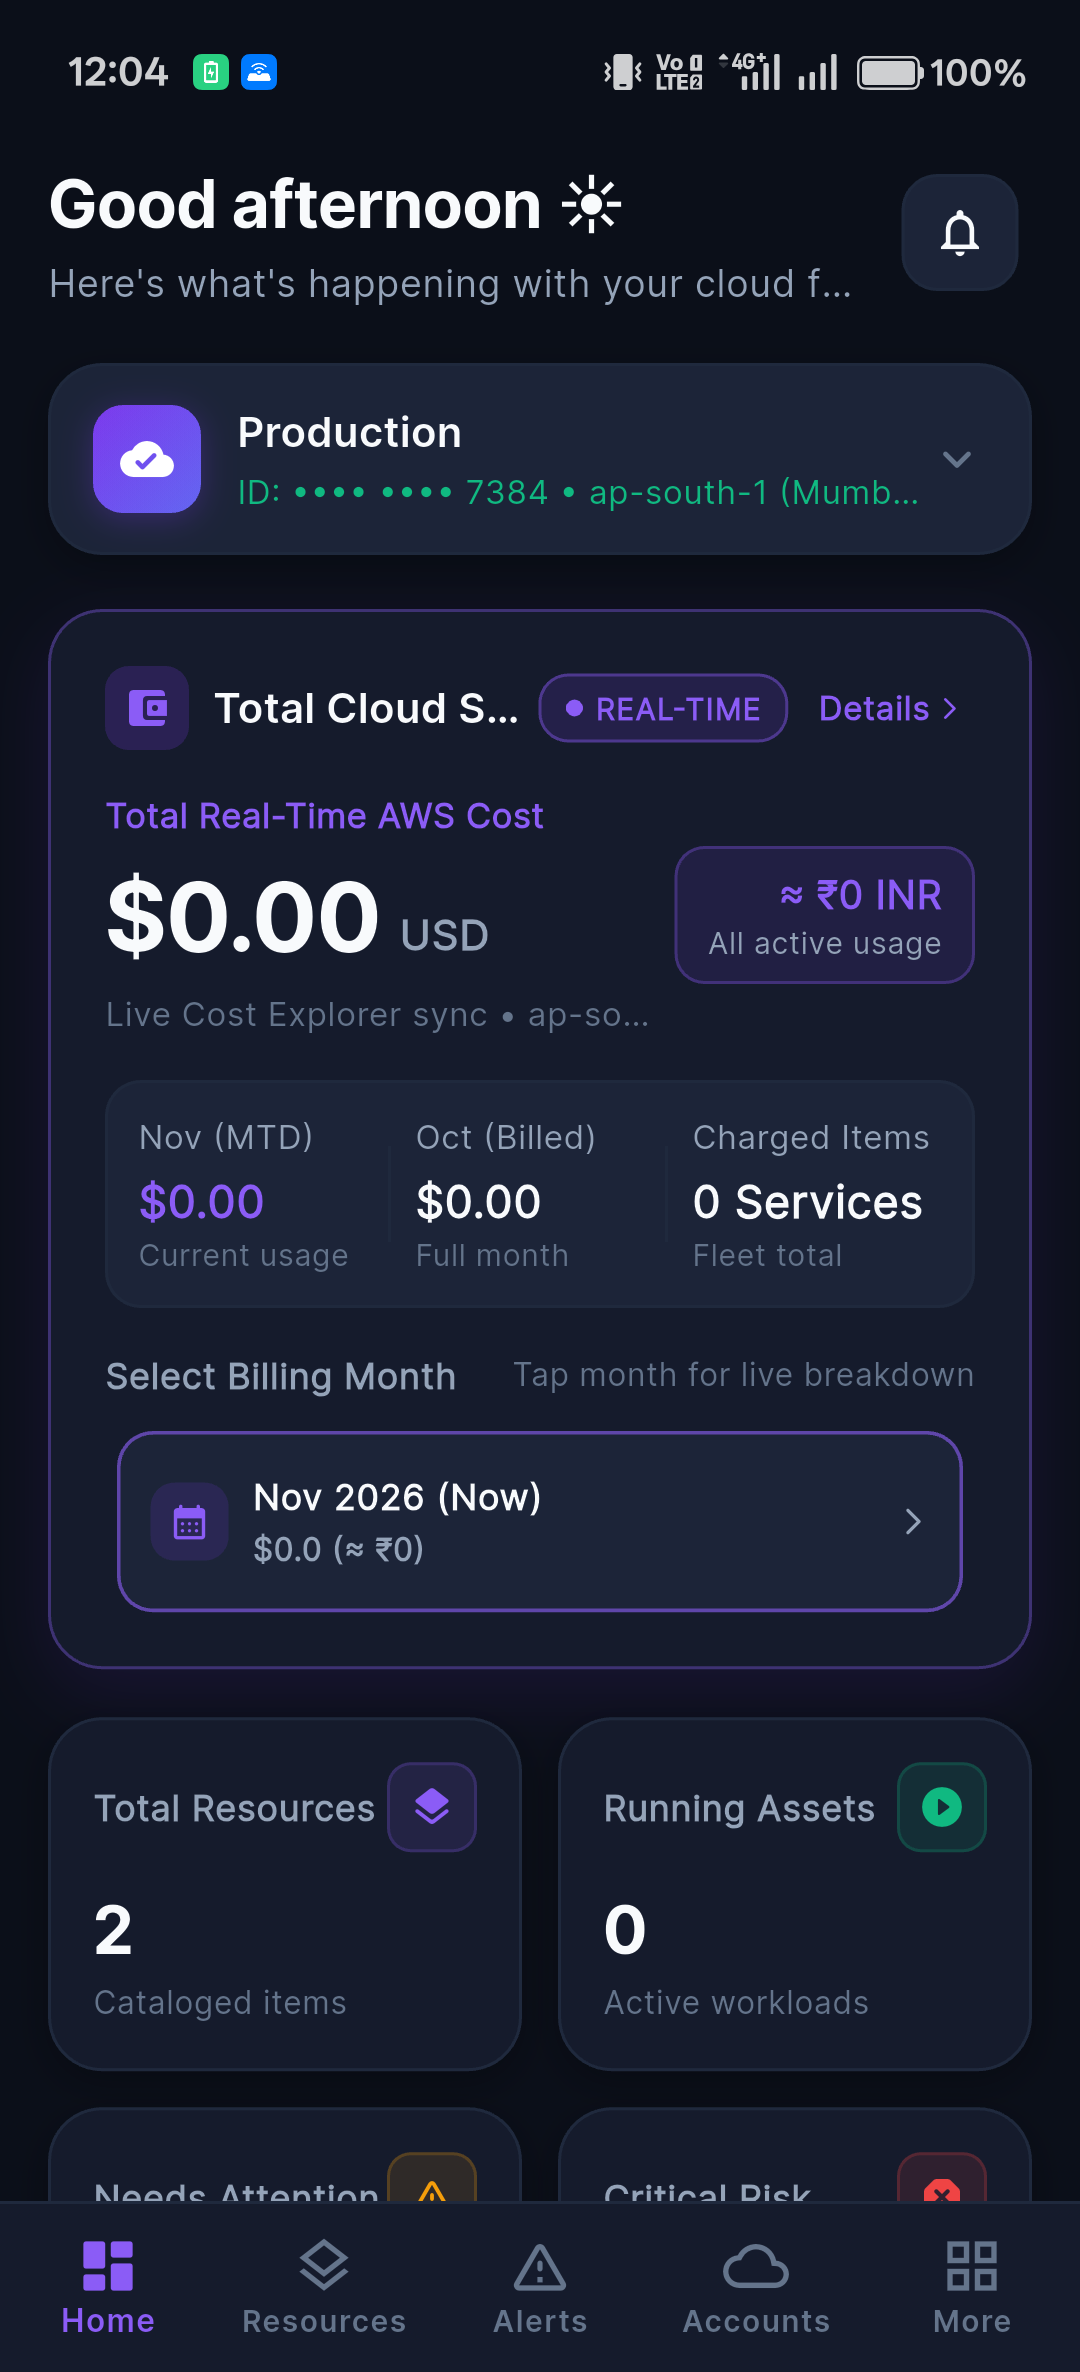 12:04
Vo 1 LTE 2
4G+
100%
Good afternoon
Here's what's happening with your cloud f...
Production
ID: •••• •••• 7384 • ap-south-1 (Mumb...
Total Cloud S...
REAL-TIME
Details
Total Real-Time AWS Cost
$0.00 USD
≈ ₹0 INR
All active usage
Live Cost Explorer sync • ap-so...
Nov (MTD)
$0.00
Current usage
Oct (Billed)
$0.00
Full month
Charged Items
0 Services
Fleet total
Select Billing Month
Tap month for live breakdown
Nov 2026 (Now)
$0.0 (≈ ₹0)
Total Resources
2
Cataloged items
Running Assets
0
Active workloads
Needs Attention
Critical Risk
Home
Resources
Alerts
Accounts
More